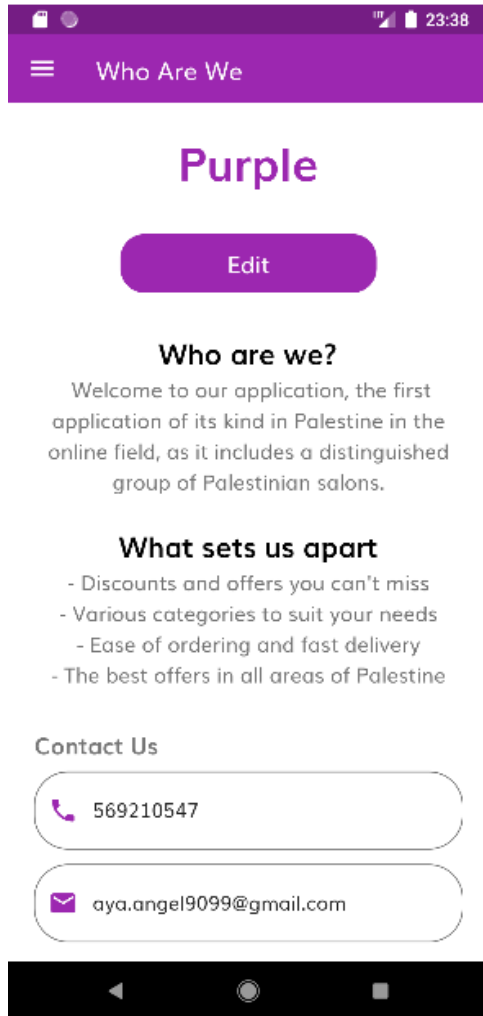 23:38
Who Are We
Purple
Edit
Who are we?
Welcome to our application, the first
application of its kind in Palestine in the
online field, as it includes a distinguished
group of Palestinian salons.
What sets us apart
- Discounts and offers you can't miss
- Various categories to suit your needs
- Ease of ordering and fast delivery
- The best offers in all areas of Palestine
Contact Us
569210547
aya.angel9099@gmail.com